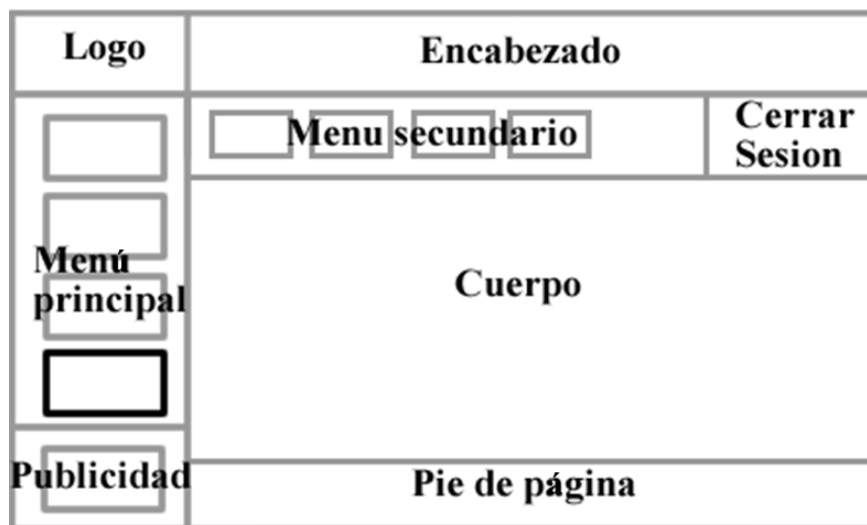 Logo
Encabezado
Menu secundario
Cerrar
Sesion
Menú
principal
Cuerpo
Publicidad
Pie de página